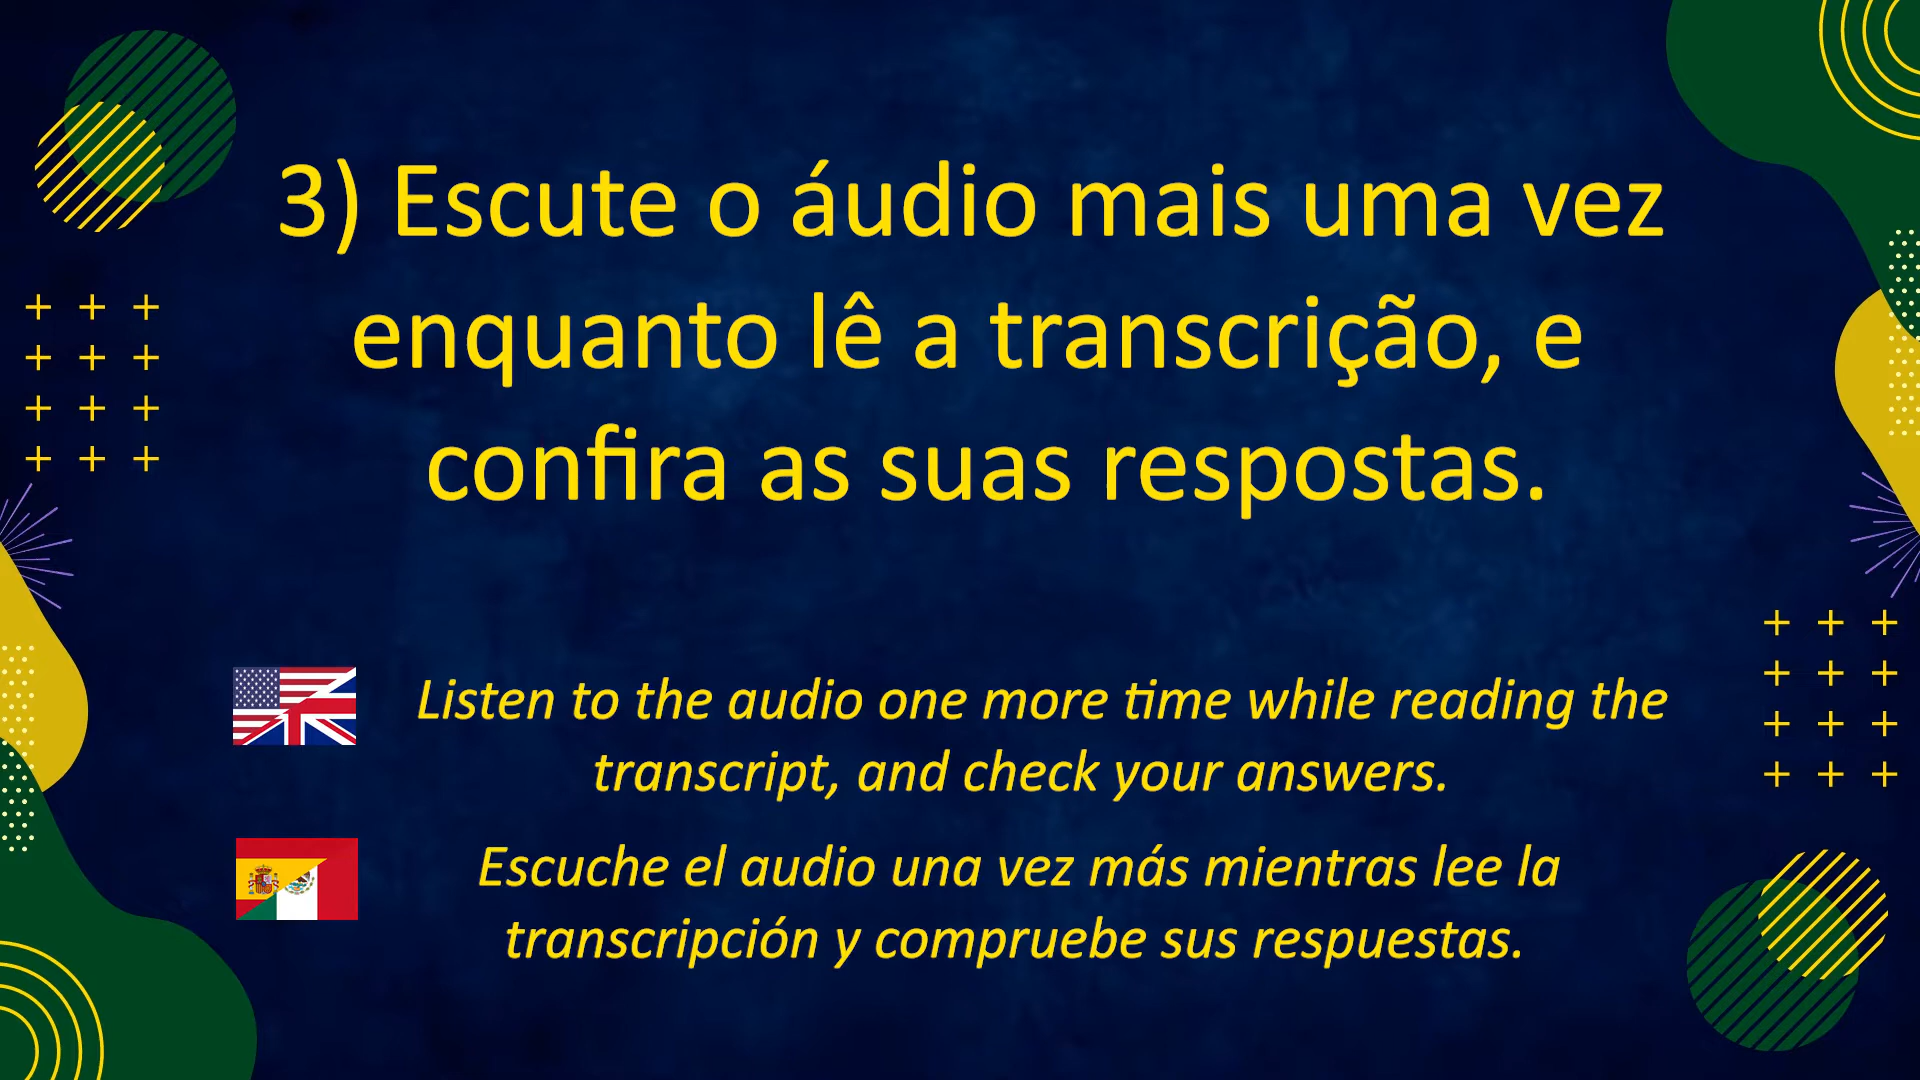 3) Escute o áudio mais uma vez
enquanto lê a transcrição, e
confira as suas respostas.
Listen to the audio one more time while reading the
transcript, and check your answers.
Escuche el audio una vez más mientras lee la
transcripción y compruebe sus respuestas.